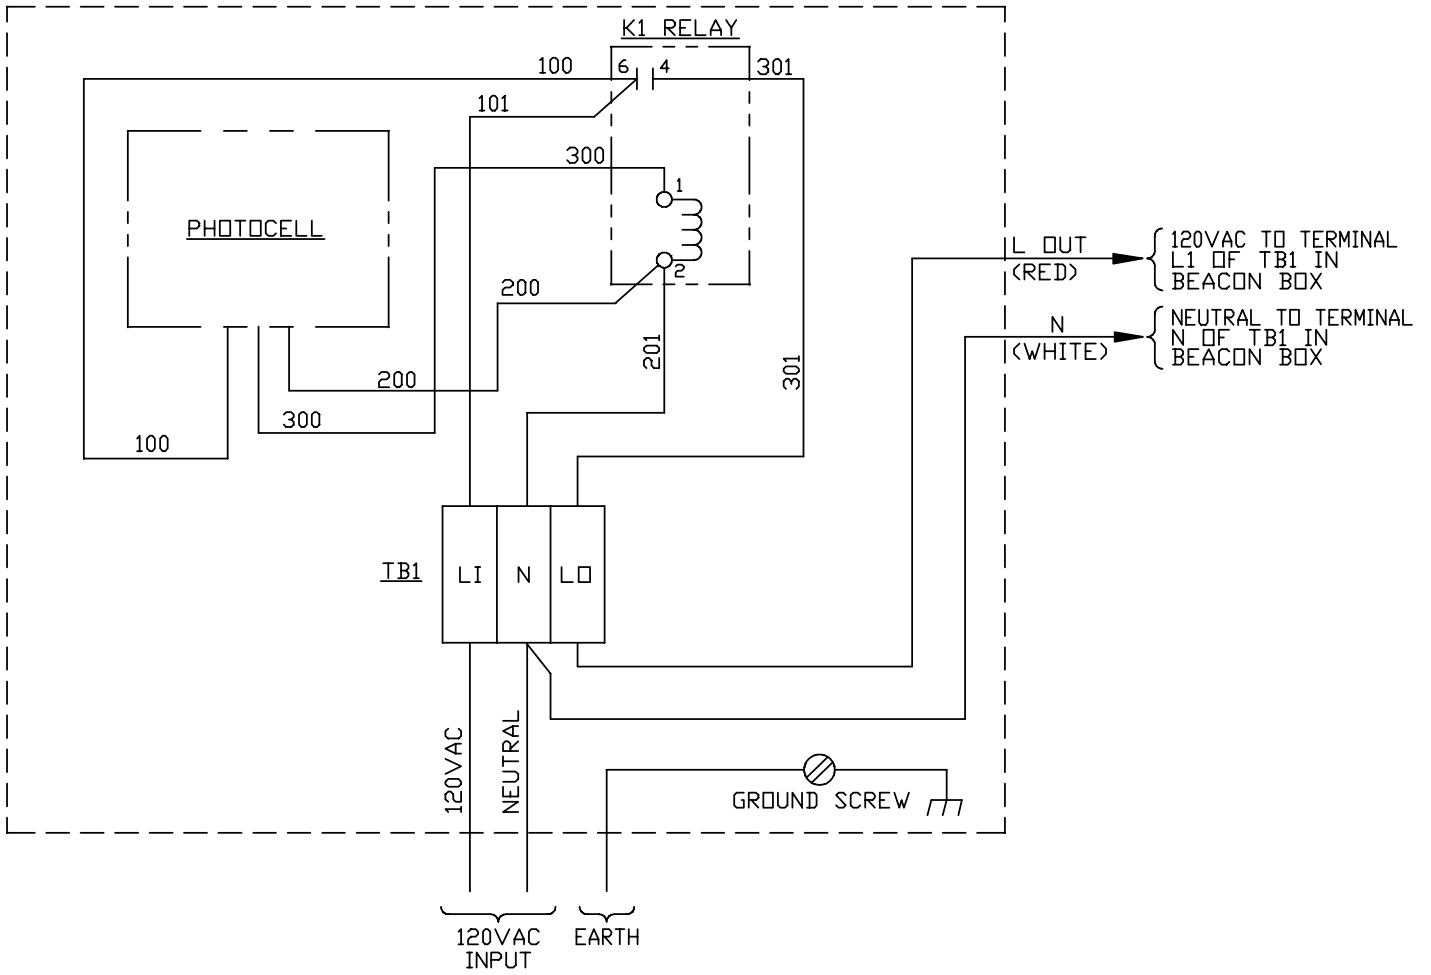 K1 RELAY
100
6
4
301
101
300
1
PHOTOCELL
2
200
L OUT
(RED)
120VAC TO TERMINAL
L1 OF TB1 IN
BEACON BOX
N
(WHITE)
NEUTRAL TO TERMINAL
N OF TB1 IN
BEACON BOX
201
301
200
300
100
TB1
LI
N
LO
120VAC
NEUTRAL
GROUND SCREW
120VAC
INPUT
EARTH